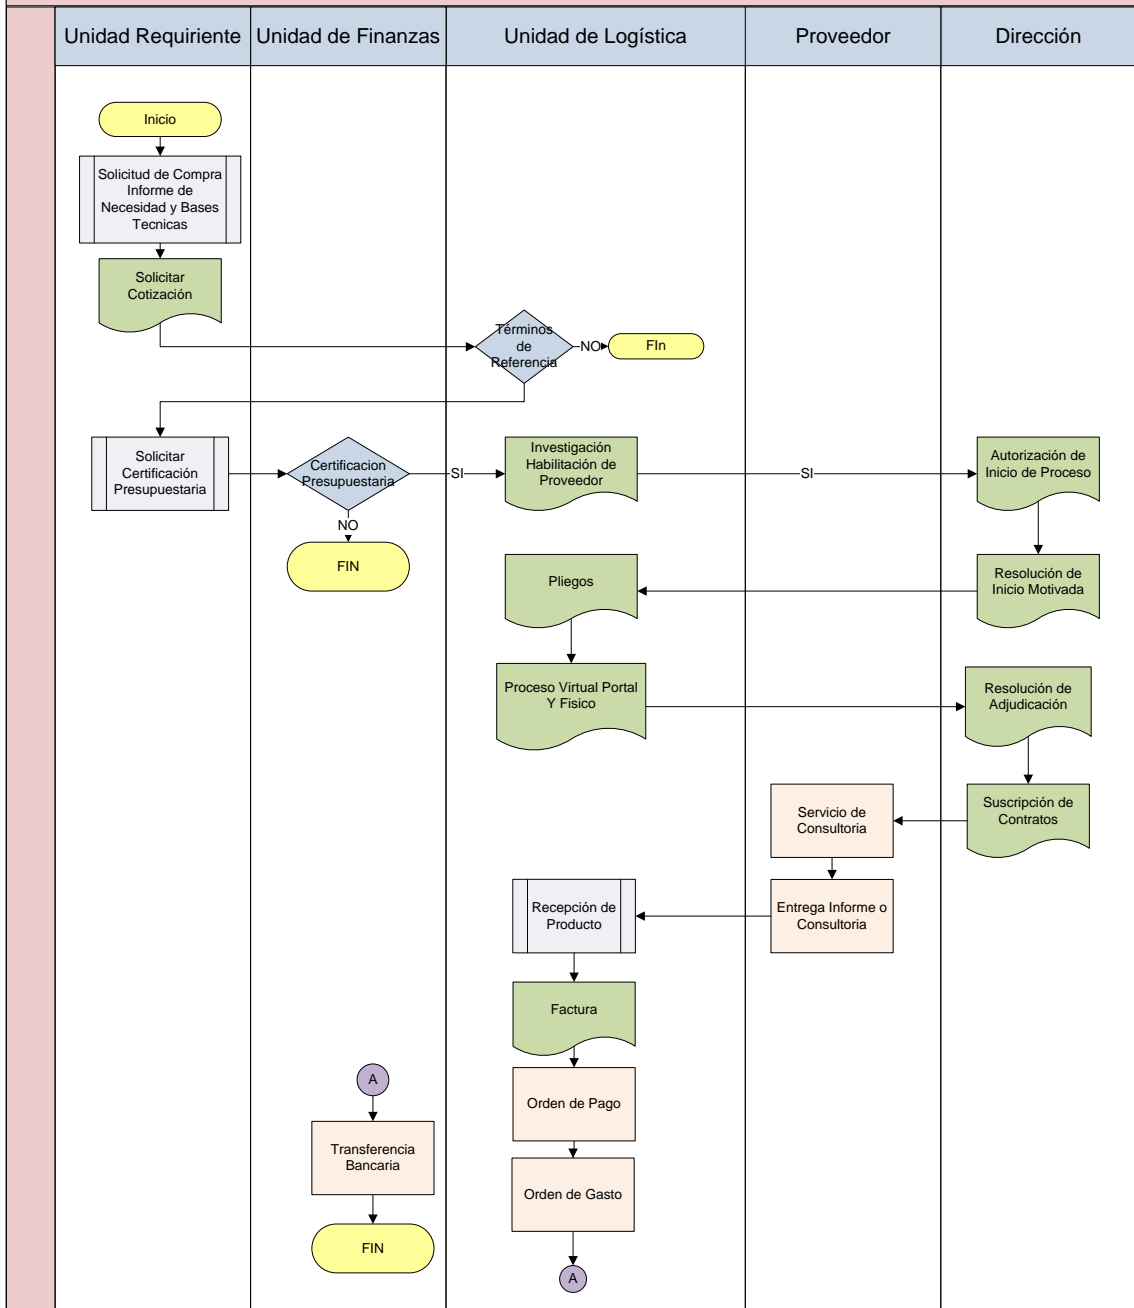 Unidad Requiriente
Unidad de Finanzas
Unidad de Logística
Proveedor
Dirección
Inicio
Solicitud de Compra
Informe de
Necesidad y Bases
Tecnicas
Solicitar
Cotización
Términos
de
Referencia
NO
FIn
Solicitar
Certificación
Presupuestaria
Certificacion
Presupuestaria
SI
Investigación
Habilitación de
Proveedor
SI
Autorización de
Inicio de Proceso
NO
FIN
Pliegos
Resolución de
Inicio Motivada
Proceso Virtual Portal
Y Fisico
Resolución de
Adjudicación
Servicio de
Consultoria
Suscripción de
Contratos
Recepción de
Producto
Entrega Informe o
Consultoria
Factura
A
Orden de Pago
Transferencia
Bancaria
Orden de Gasto
FIN
A